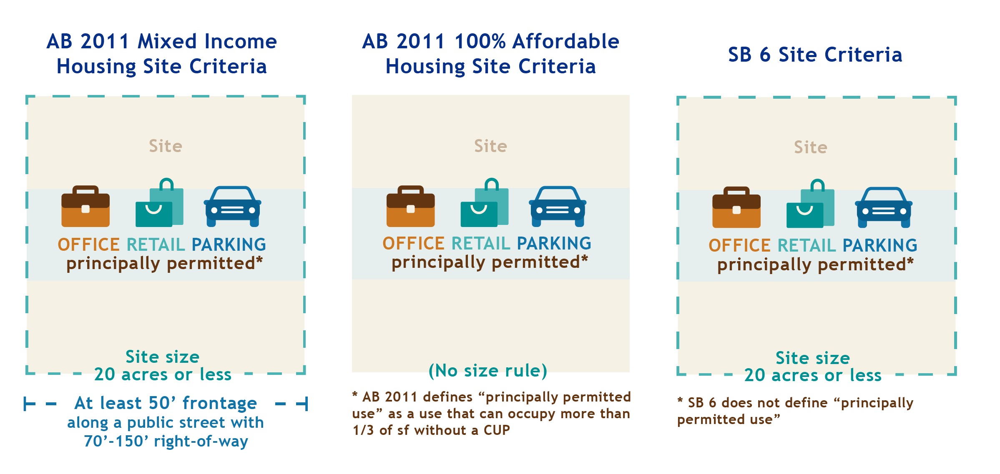 AB 2011 Mixed Income
Housing Site Criteria
Site
OFFICE RETAIL PARKING
principally permitted*
Site size
20 acres or less
At least 50’ frontage
along a public street with
70’-150’ right-of-way
AB 2011 100% Affordable
Housing Site Criteria
Site
OFFICE RETAIL PARKING
principally permitted*
(No size rule)
* AB 2011 defines “principally permitted
use” as a use that can occupy more than
1/3 of sf without a CUP
SB 6 Site Criteria
Site
OFFICE RETAIL PARKING
principally permitted*
Site size
20 acres or less
* SB 6 does not define “principally
permitted use”